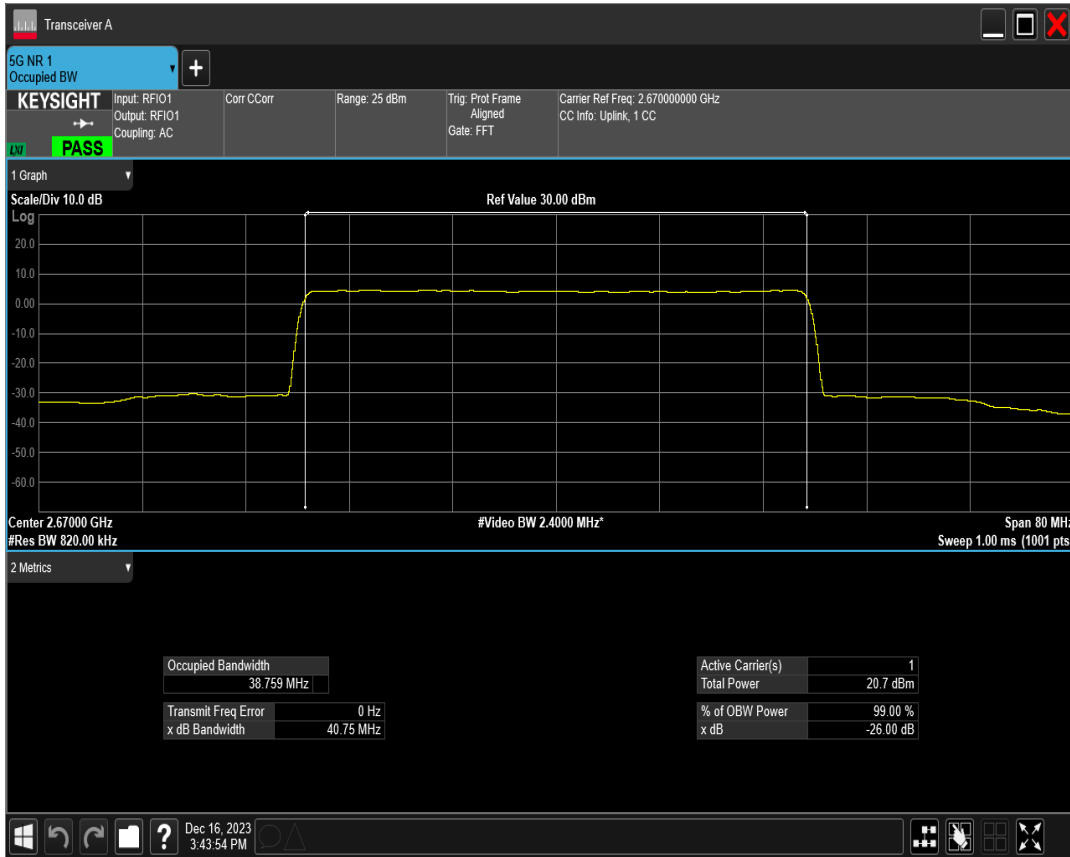 Transceiver A
5G NR 1
Occupied BW
+
KEYSIGHT
LXI
PASS
Input: RFIO1
Output: RFIO1
Coupling: AC
Corr CCorr
Range: 25 dBm
Trig: Prot Frame
Aligned
Gate: FFT
Carrier Ref Freq: 2.670000000 GHz
CC Info: Uplink, 1 CC
1 Graph
Scale/Div 10.0 dB
Ref Value 30.00 dBm
Log
20.0
10.0
0.00
-10.0
-20.0
-30.0
-40.0
-50.0
-60.0
Center 2.67000 GHz
#Video BW 2.4000 MHz*
Span 80 MHz
#Res BW 820.00 kHz
Sweep 1.00 ms (1001 pts
2 Metrics
Occupied Bandwidth
38.759 MHz
Transmit Freq Error 0 Hz
x dB Bandwidth 40.75 MHz
Active Carrier(s) 1
Total Power 20.7 dBm
% of OBW Power 99.00 %
x dB -26.00 dB
?
Dec 16, 2023
3:43:54 PM